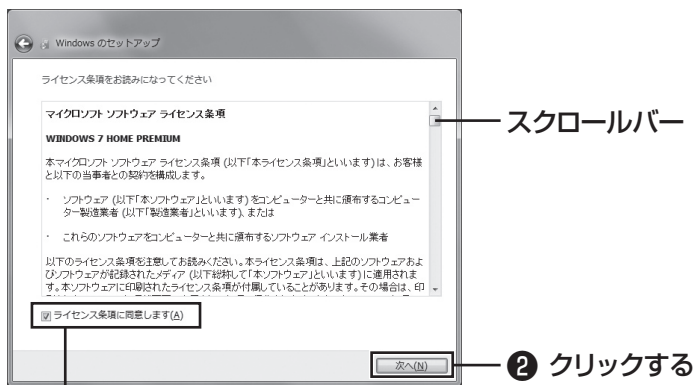 Windows のセットアップ
ライセンス条項をお読みになってください
マイクロソフト ソフトウェア ライセンス条項
WINDOWS 7 HOME PREMIUM
本マイクロソフト ソフトウェア ライセンス条項 (以下「本ライセンス条項」といいます) は、お客様
と以下の当事者との契約を構成します。
・ ソフトウェア (以下「本ソフトウェア」といいます) をコンピューターと共に頒布するコンピュー
ター製造業者 (以下「製造業者」といいます)、または
・ これらのソフトウェアをコンピューターと共に頒布するソフトウェア インストール業者
以下のライセンス条項を注意してお読みください。本ライセンス条項は、上記のソフトウェアおよ
びソフトウェアが記録されたメディア (以下総称して「本ソフトウェア」といいます) に適用されま
す。本ソフトウェアに印刷されたライセンス条項が付属していることがあります。その場合は、印
スクロールバー
ライセンス条項に同意します(A)
次へ(N)
❷ クリックする